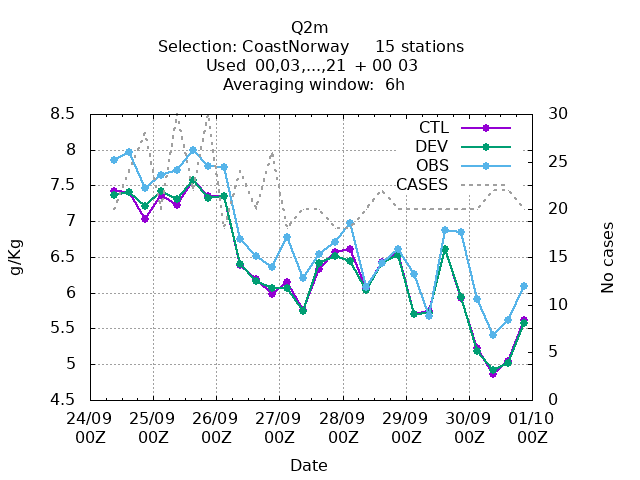 Q2m
Selection: CoastNorway 15 stations
Used 00,03,...,21 + 00 03
Averaging window: 6h
8.5
8
7.5
7
6.5
6
5.5
5
4.5
g/Kg
CTL
DEV
OBS
CASES
30
25
20
15
10
5
0
No cases
24/09 25/09 26/09 27/09 28/09 29/09 30/09 01/10
00Z 00Z 00Z 00Z 00Z 00Z 00Z 00Z
Date